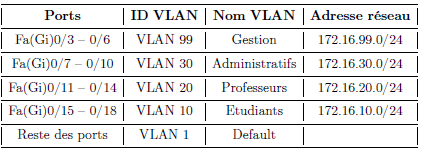 Ports ID VLAN Nom VLAN Adresse réseau
Fa(Gi)0/3 – 0/6 VLAN 99 Gestion 172.16.99.0/24
Fa(Gi)0/7 – 0/10 VLAN 30 Administratifs 172.16.30.0/24
Fa(Gi)0/11 – 0/14 VLAN 20 Professeurs 172.16.20.0/24
Fa(Gi)0/15 – 0/18 VLAN 10 Etudiants 172.16.10.0/24
Reste des ports VLAN 1 Default